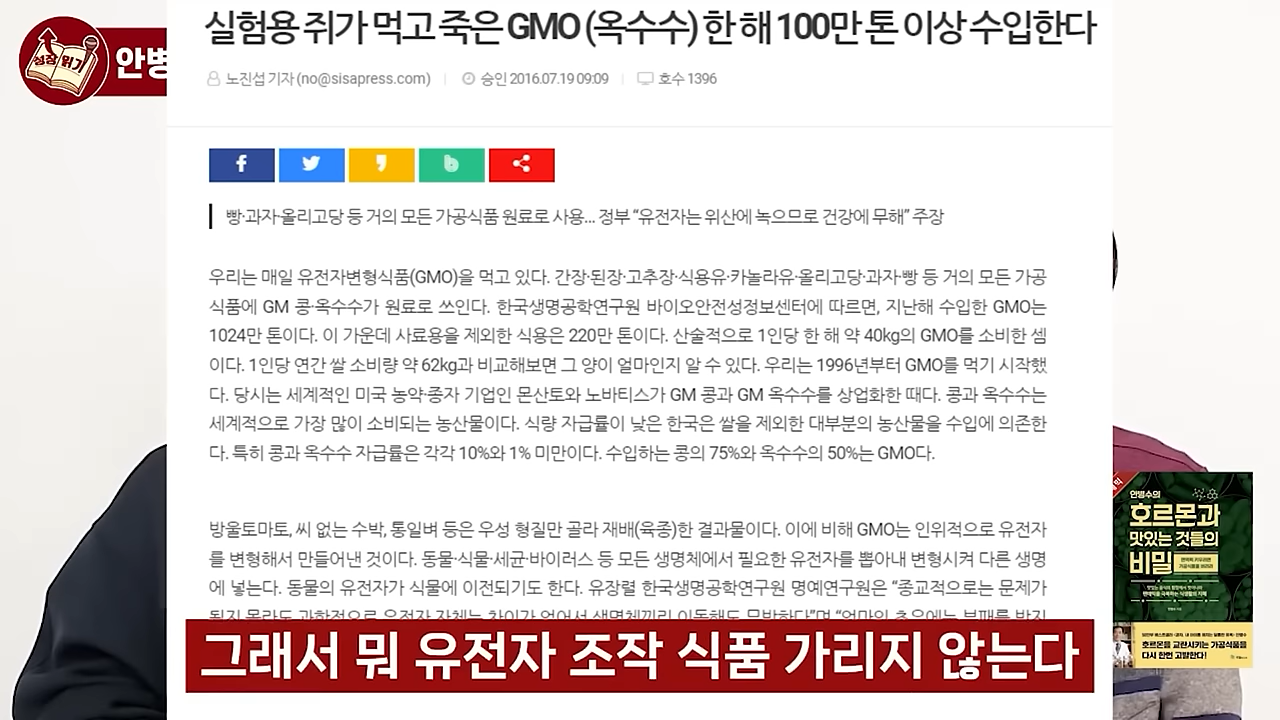 실험용 쥐가 먹고 죽은 GMO (옥수수) 한 해 100만 톤 이상 수입한다
성장 읽기
안병
노진섭 기자 (no@sisapress.com) 승인 2016.07.19 09:09 호수 1396
빵·과자·올리고당 등 거의 모든 가공식품 원료로 사용... 정부 “유전자는 위산에 녹으므로 건강에 무해” 주장
우리는 매일 유전자변형식품(GMO)을 먹고 있다. 간장·된장·고추장·식용유·카놀라유·올리고당·과자·빵 등 거의 모든 가공
식품에 GM 콩·옥수수가 원료로 쓰인다. 한국생명공학연구원 바이오안전성정보센터에 따르면, 지난해 수입한 GMO는
1024만 톤이다. 이 가운데 사료용을 제외한 식용은 220만 톤이다. 산술적으로 1인당 한 해 약 40kg의 GMO를 소비한 셈
이다. 1인당 연간 쌀 소비량 약 62kg과 비교해보면 그 양이 얼마인지 알 수 있다. 우리는 1996년부터 GMO를 먹기 시작했
다. 당시는 세계적인 미국 농약·종자 기업인 몬산토와 노바티스가 GM 콩과 GM 옥수수를 상업화한 때다. 콩과 옥수수는
세계적으로 가장 많이 소비되는 농산물이다. 식량 자급률이 낮은 한국은 쌀을 제외한 대부분의 농산물을 수입에 의존한
다. 특히 콩과 옥수수 자급률은 각각 10%와 1% 미만이다. 수입하는 콩의 75%와 옥수수의 50%는 GMO다.
방울토마토, 씨 없는 수박, 통일벼 등은 우성 형질만 골라 재배(육종)한 결과물이다. 이에 비해 GMO는 인위적으로 유전자
를 변형해서 만들어낸 것이다. 동물·식물·세균·바이러스 등 모든 생명체에서 필요한 유전자를 뽑아내 변형시켜 다른 생명
에 넣는다. 동물의 유전자가 식물에 이전되기도 한다. 유장렬 한국생명공학연구원 명예연구원은 “종교적으로는 문제가
그래서 뭐 유전자 조작 식품 가리지 않는다
안병수의
호르몬과
맛있는 것들의
비밀
호르몬을 교란시키는 가공식품을
다시 한번 고발한다!